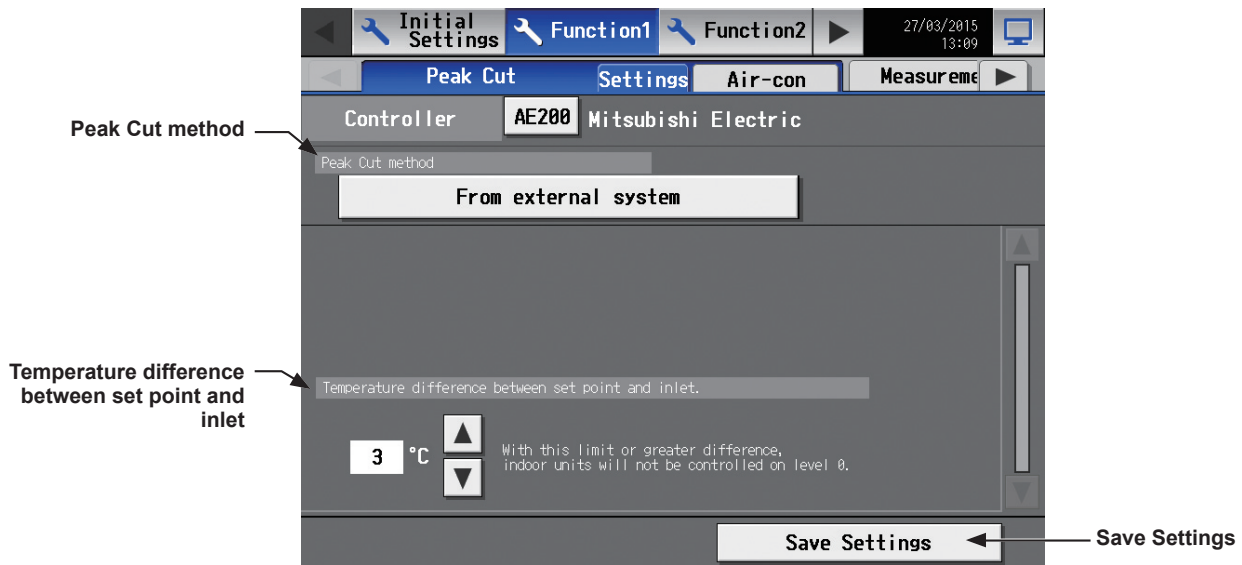 Initial Settings Function1 Function2 27/03/2015 13:09
Peak Cut Settings Air-con Measureme
Controller AE200 Mitsubishi Electric
Peak Cut method
Peak Cut method
From external system
Temperature difference
between set point and
inlet
Temperature difference between set point and inlet.
3 °C
With this limit or greater difference,
indoor units will not be controlled on level 0.
Save Settings
Save Settings